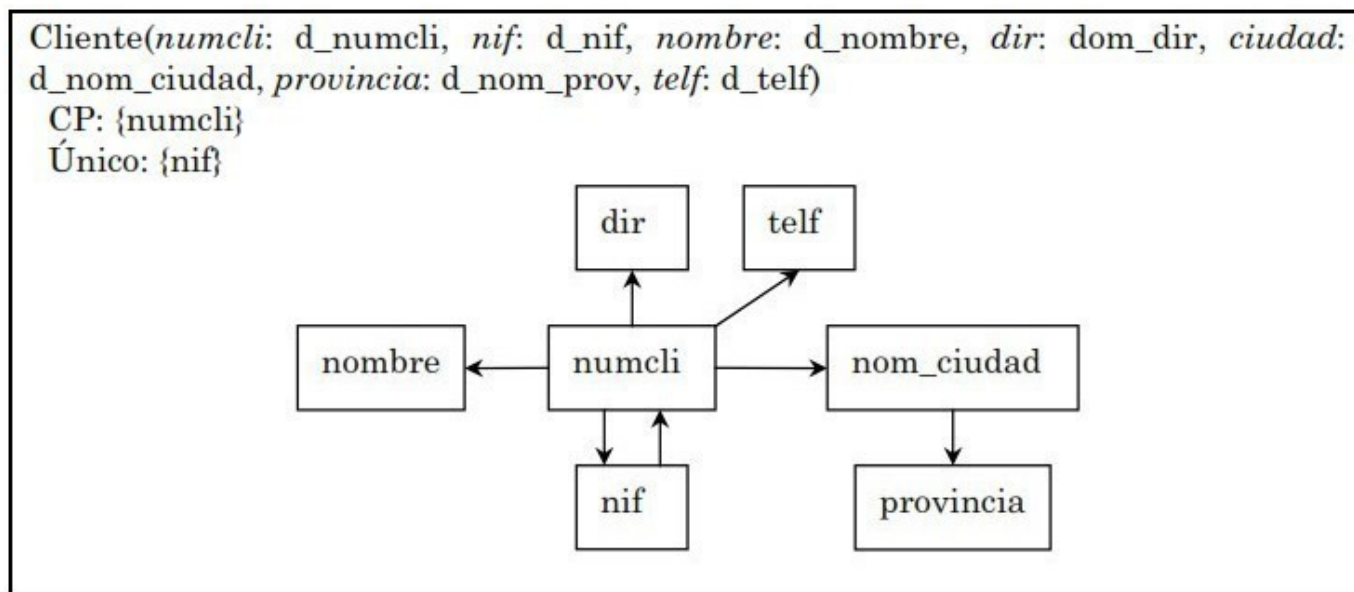 Cliente(numcli: d_numcli, nif: d_nif, nombre: d_nombre, dir: dom_dir, ciudad:
d_nom_ciudad, provincia: d_nom_prov, telf: d_telf)
CP: {numcli}
Único: {nif}
dir
telf
nombre
numcli
nom_ciudad
nif
provincia